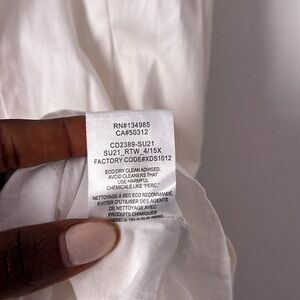 RN#134985
CA#50312
CD2389-SU21
SU21_RTW_4/15X
FACTORY CODE#XDS1012
ECO DRY CLEAN ADVISED.
AVOID CLEANERS THAT
USE HARMFUL
CHEMICALS LIKE "PERC."
NETTOYAGE À SEC ÉCO RECOMMANDÉ
ÉVITER D'UTILISER DES AGENTS
DE NETTOYAGE AVEC
PRODUITS CHIMIQUES